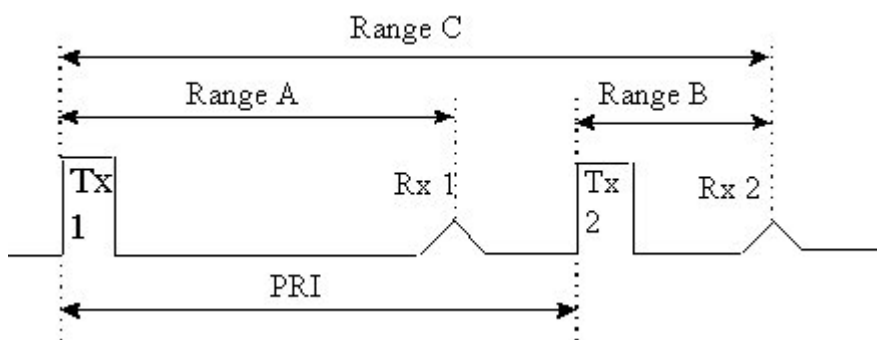 Range C
Range A
Range B
Tx
1
Rx 1
Tx
2
Rx 2
PRI